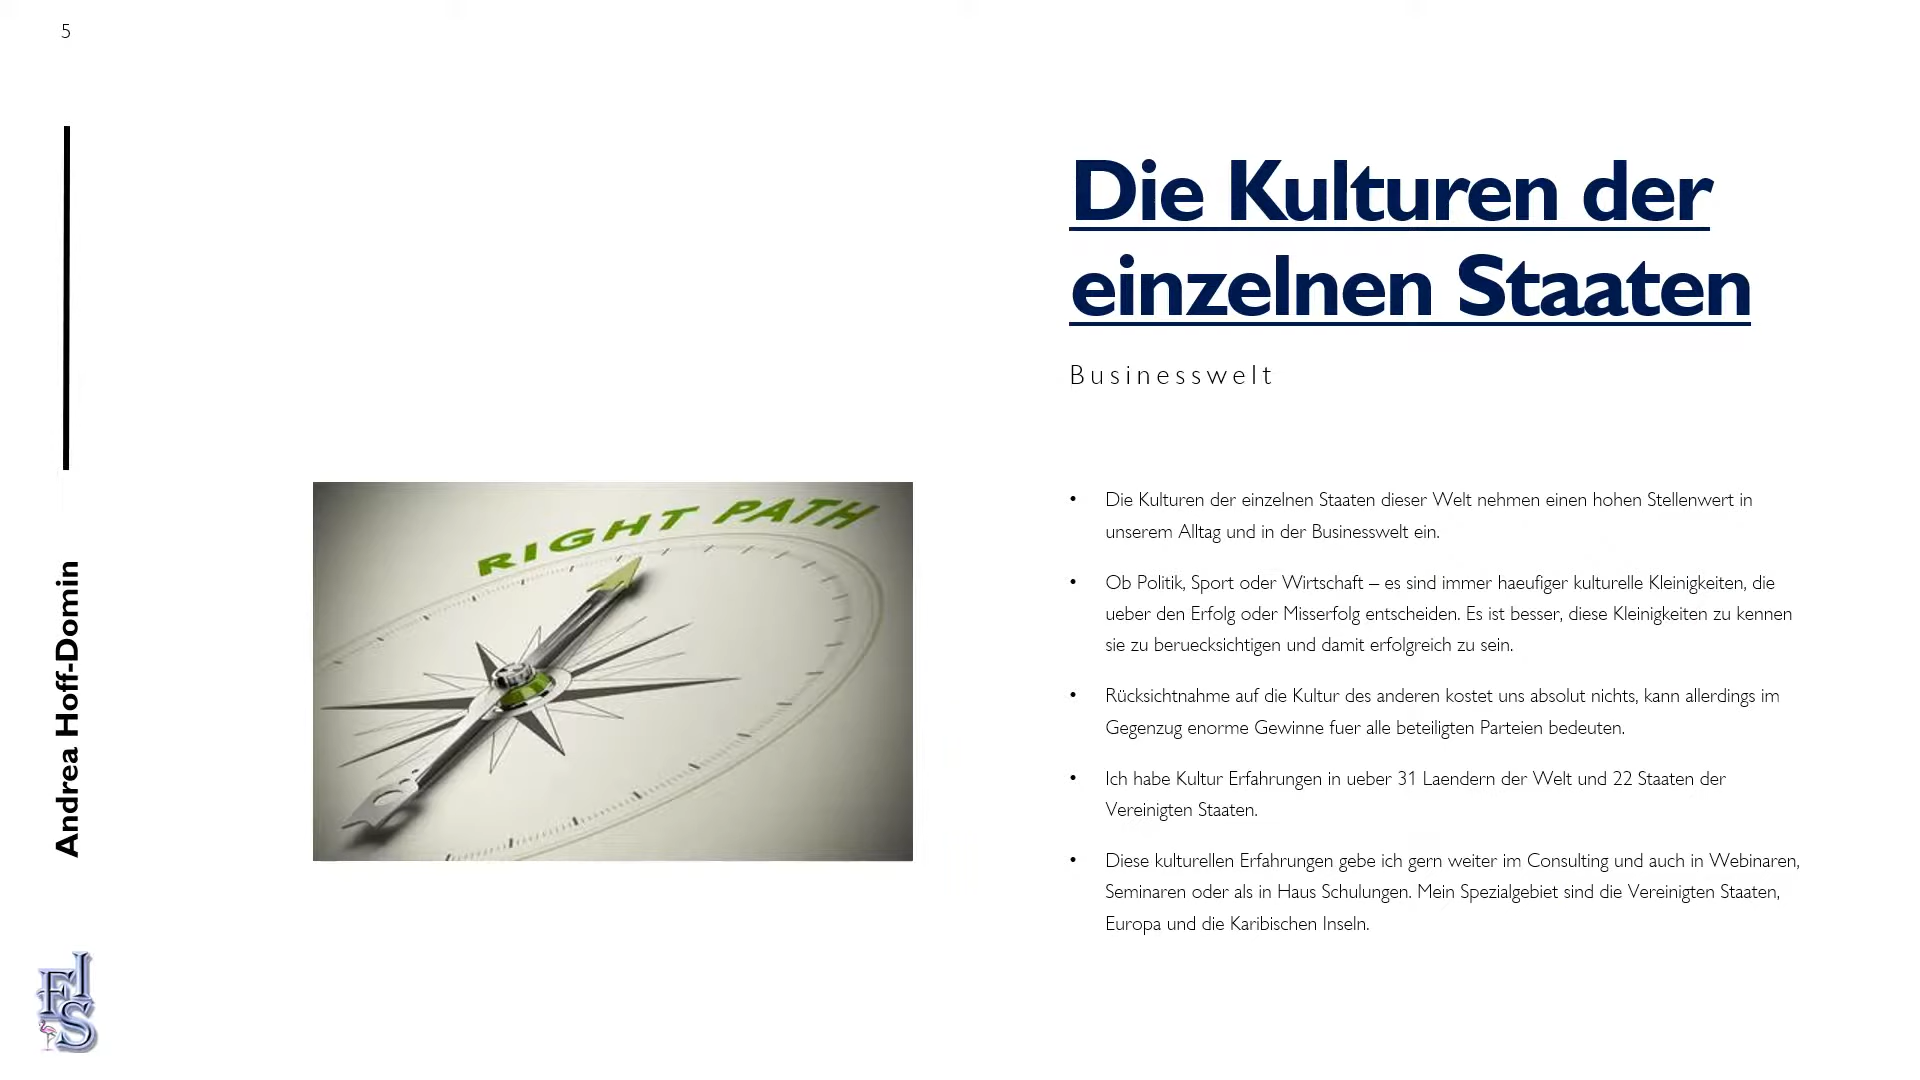 5
Die Kulturen der
einzelnen Staaten
Businesswelt
RIGHT PATH
• Die Kulturen der einzelnen Staaten dieser Welt nehmen einen hohen Stellenwert in
unserem Alltag und in der Businesswelt ein.
• Ob Politik, Sport oder Wirtschaft – es sind immer haeufiger kulturelle Kleinigkeiten, die
ueber den Erfolg oder Misserfolg entscheiden. Es ist besser, diese Kleinigkeiten zu kennen
sie zu beruecksichtigen und damit erfolgreich zu sein.
• Rücksichtnahme auf die Kultur des anderen kostet uns absolut nichts, kann allerdings im
Gegenzug enorme Gewinne fuer alle beteiligten Parteien bedeuten.
• Ich habe Kultur Erfahrungen in ueber 31 Laendern der Welt und 22 Staaten der
Vereinigten Staaten.
• Diese kulturellen Erfahrungen gebe ich gern weiter im Consulting und auch in Webinaren,
Seminaren oder als in Haus Schulungen. Mein Spezialgebiet sind die Vereinigten Staaten,
Europa und die Karibischen Inseln.
Andrea Hoff-Domin
FIS